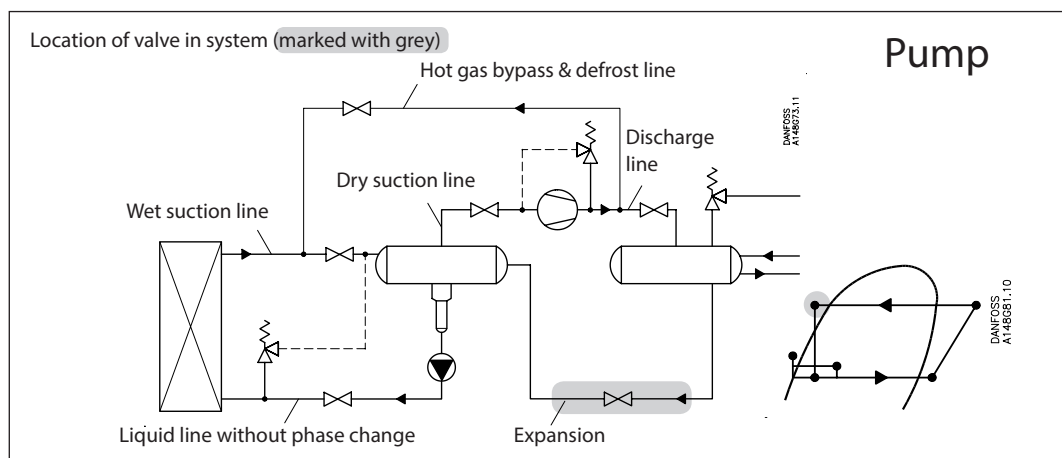 Location of valve in system (marked with grey)
Pump
Hot gas bypass & defrost line
DANFOSS
A148G73.11
Discharge
line
Dry suction line
Wet suction line
DANFOSS
A148G81.10
Liquid line without phase change
Expansion